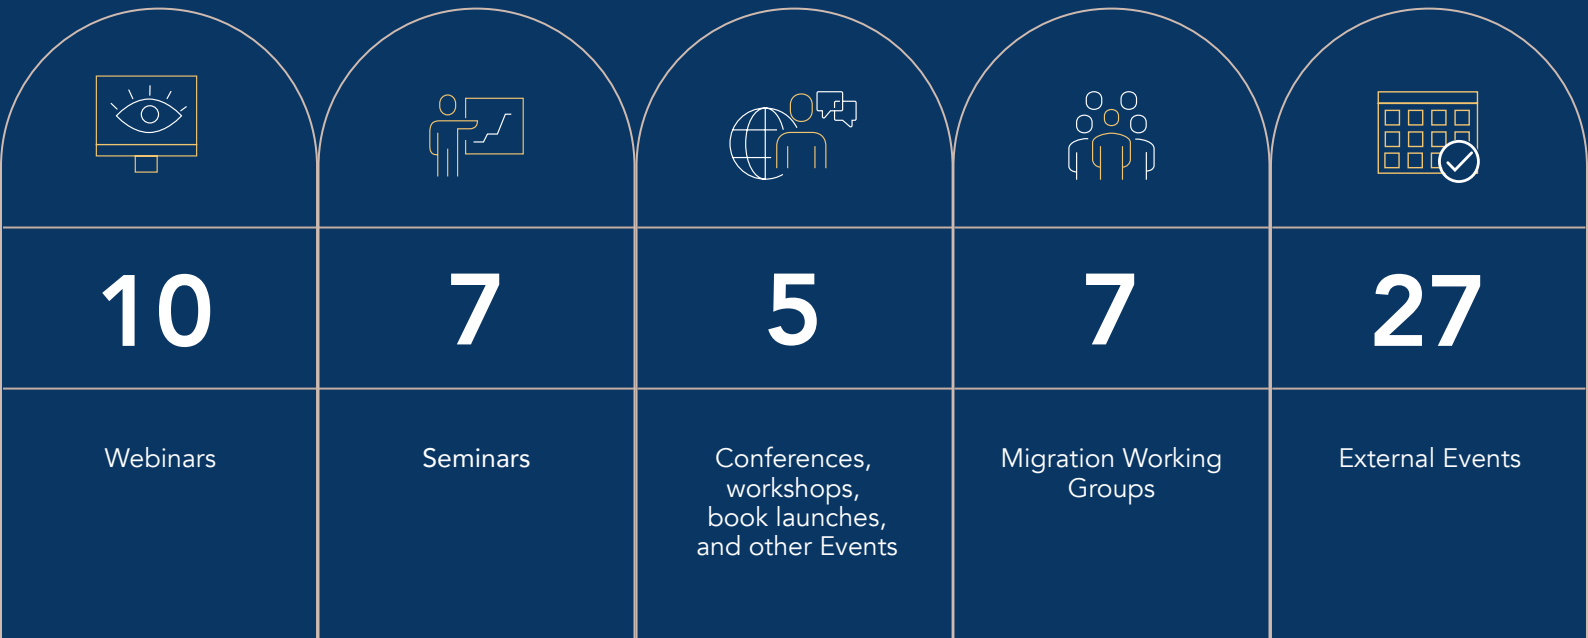 10
7
5
7
27
Webinars
Seminars
Conferences,
workshops,
book launches,
and other Events
Migration Working
Groups
External Events